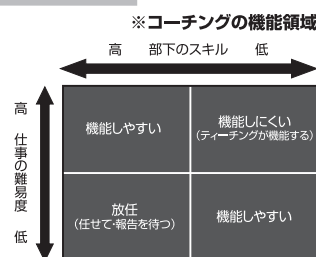 ※コーチングの機能領域
高 部下のスキル 低
高 仕事の難易度 低
機能しやすい
機能しにくい
(ティーチングが機能する)
放任
(任せて・報告を待つ)
機能しやすい